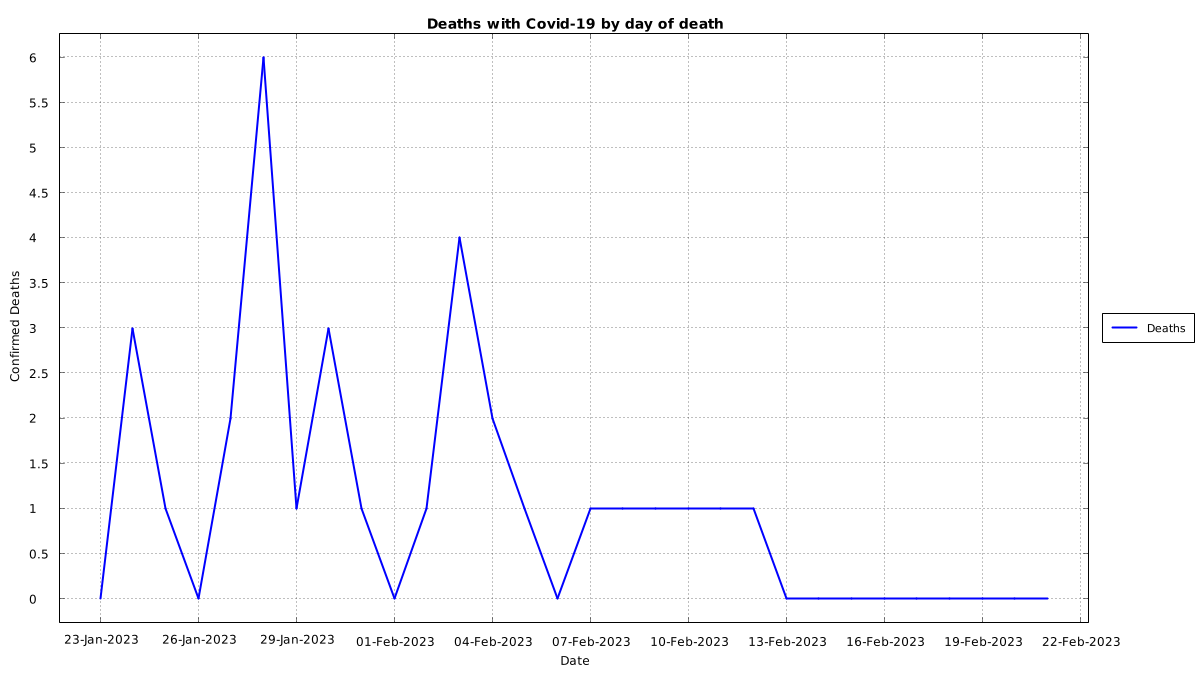 Deaths with Covid-19 by day of death
6
5.5
5
4.5
4
3.5
3
2.5
2
1.5
1
0.5
0
Confirmed Deaths
Deaths
23-Jan-2023 26-Jan-2023 29-Jan-2023 01-Feb-2023 04-Feb-2023 07-Feb-2023 10-Feb-2023 13-Feb-2023 16-Feb-2023 19-Feb-2023 22-Feb-2023
Date